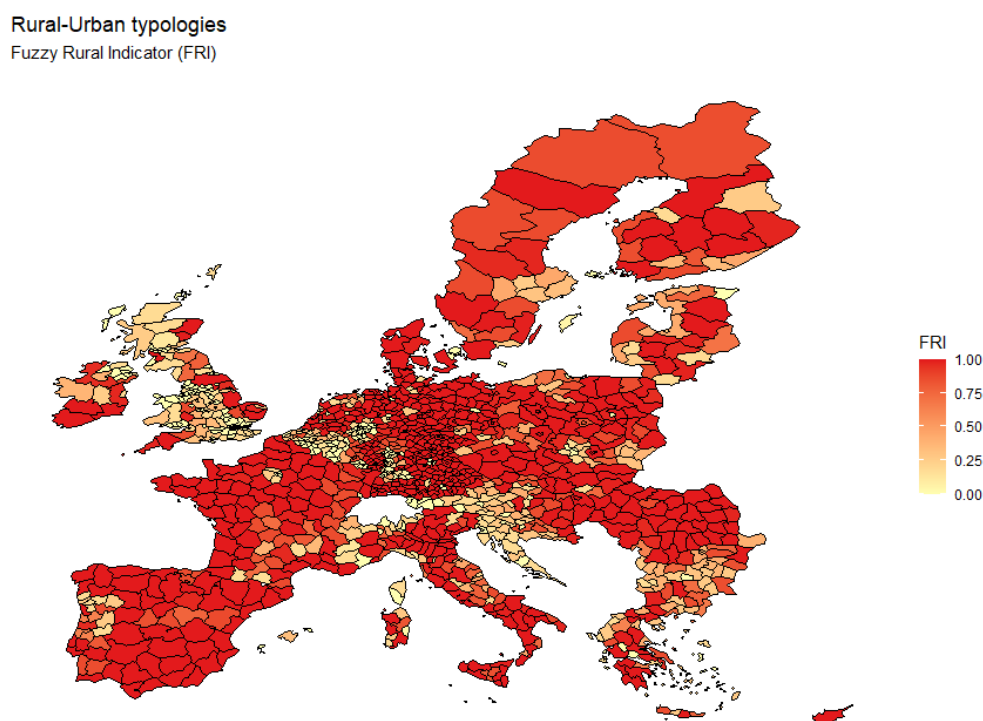 Rural-Urban typologies
Fuzzy Rural Indicator (FRI)
FRI
1.00
0.75
0.50
0.25
0.00